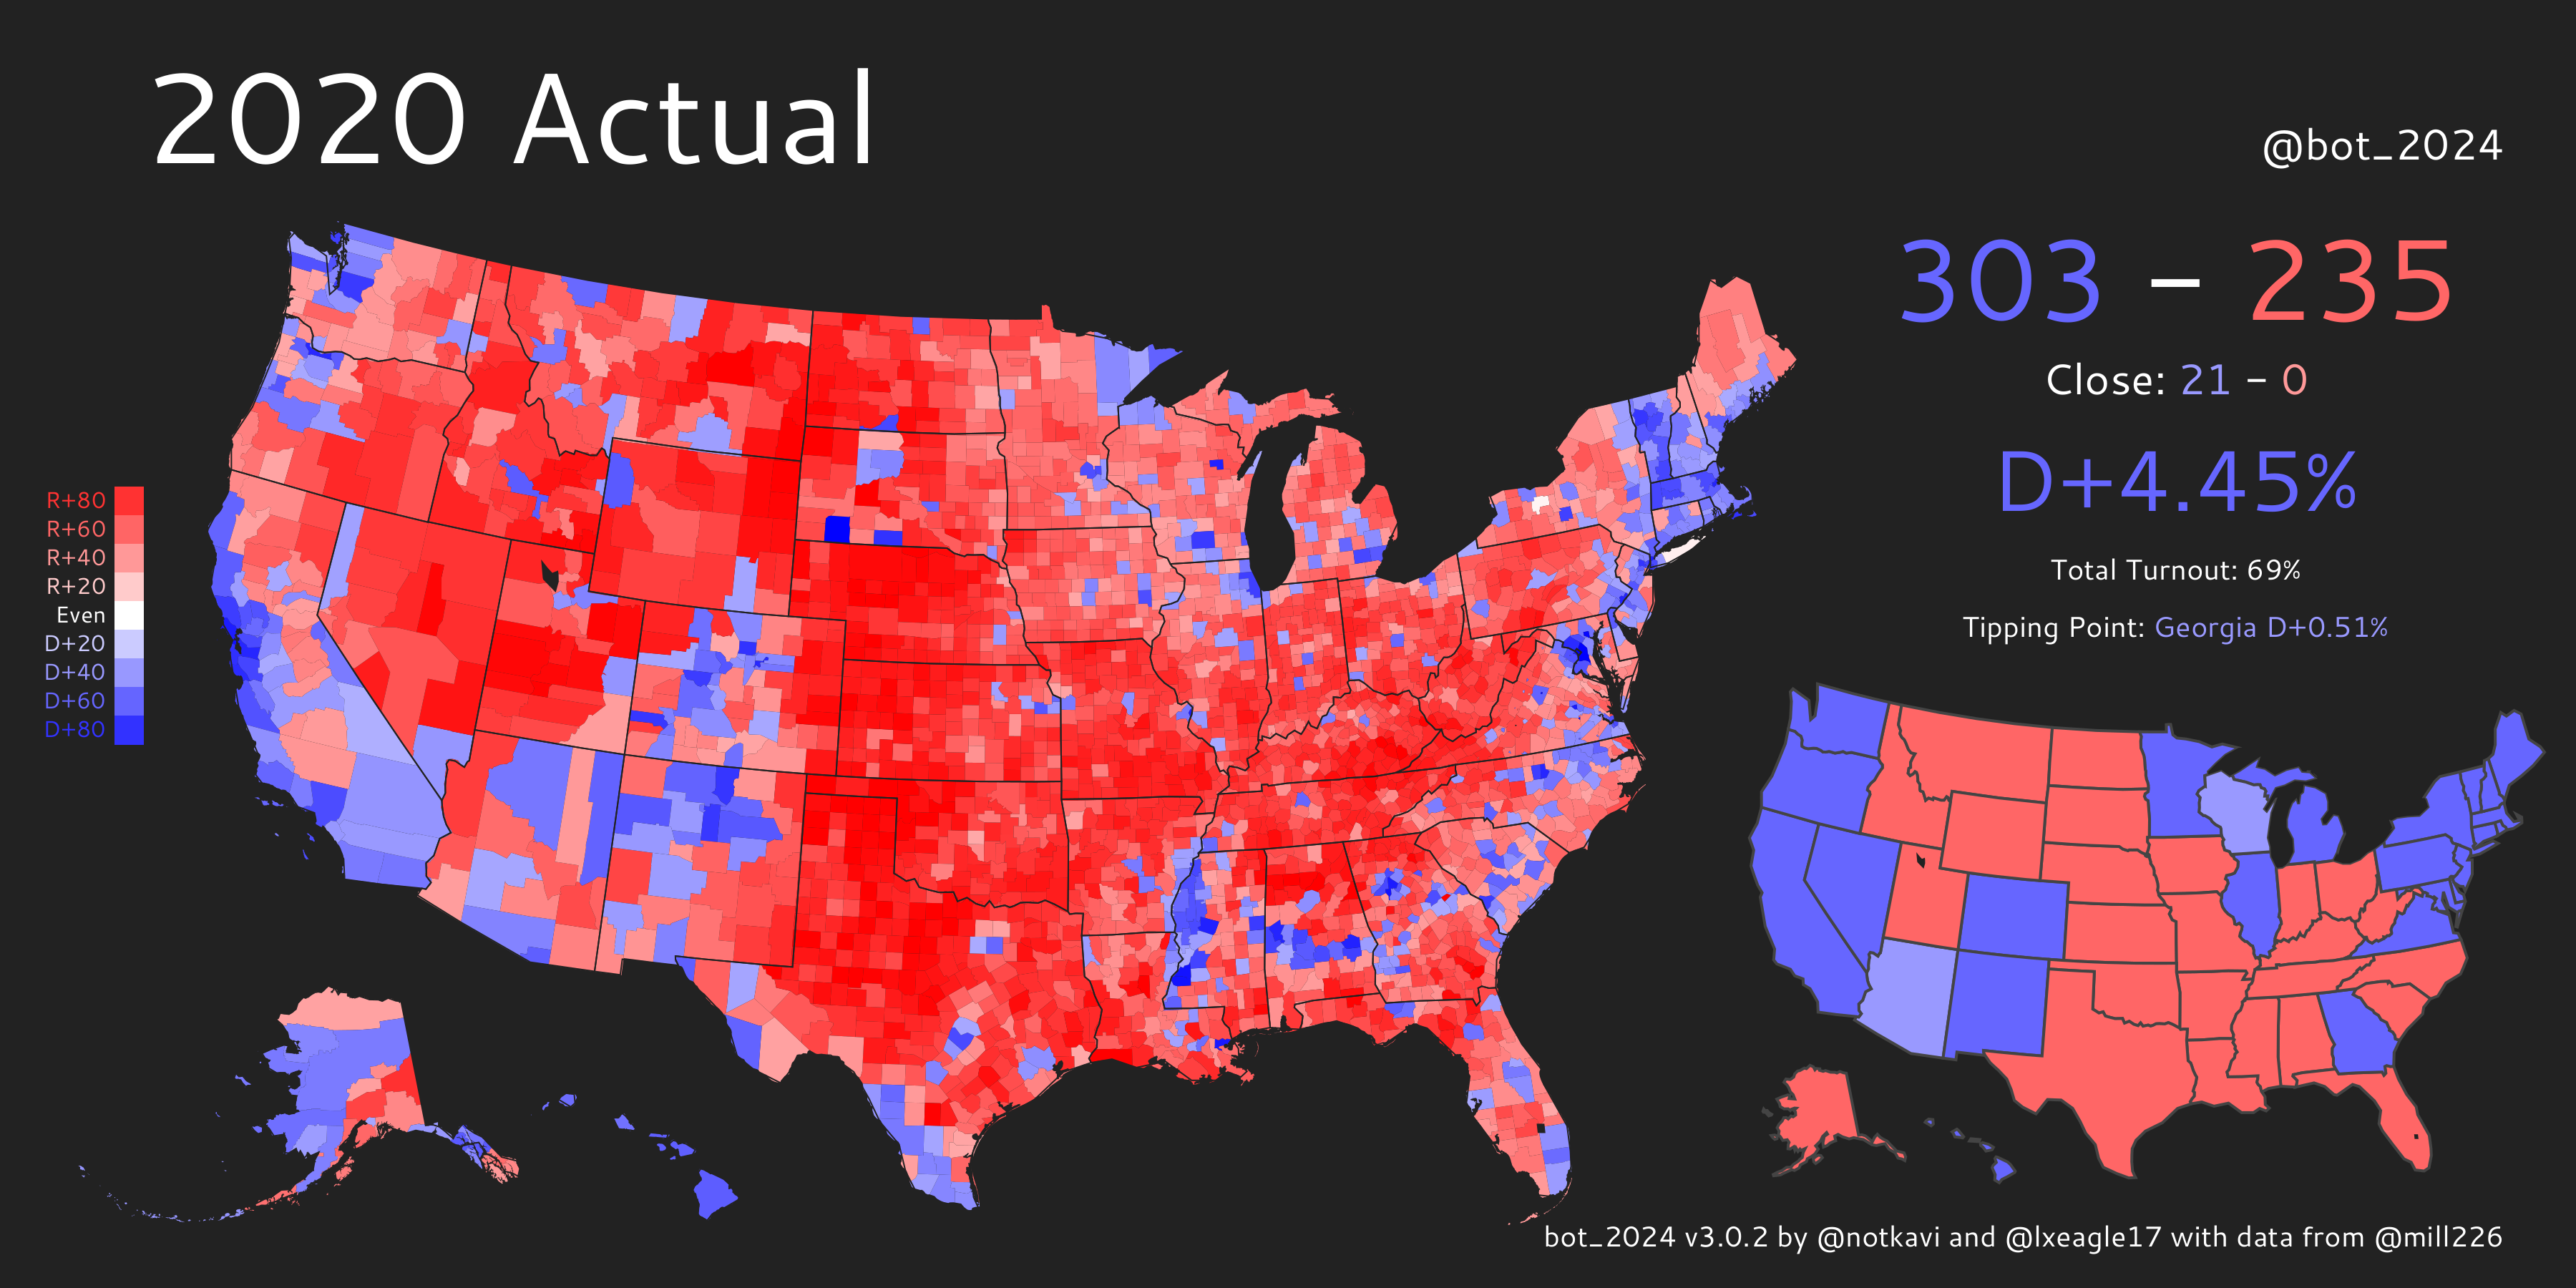 2020 Actual
@bot_2024
303 – 235
Close: 21 - 0
D+4.45%
Total Turnout: 69%
Tipping Point: Georgia D+0.51%
R+80
R+60
R+40
R+20
Even
D+20
D+40
D+60
D+80
bot_2024 v3.0.2 by @notkavi and @lxeagle17 with data from @mill226